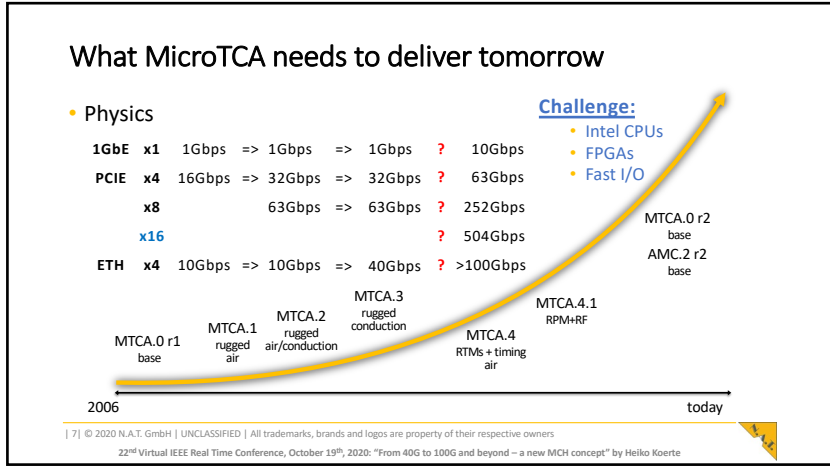 What MicroTCA needs to deliver tomorrow
• Physics
1GbE x1 1Gbps => 1Gbps => 1Gbps ? 10Gbps
PCIE x4 16Gbps => 32Gbps => 32Gbps ? 63Gbps
x8 63Gbps => 63Gbps ? 252Gbps
x16 ? 504Gbps
ETH x4 10Gbps => 10Gbps => 40Gbps ? >100Gbps
Challenge:
• Intel CPUs
• FPGAs
• Fast I/O
MTCA.0 r1
base
MTCA.1
rugged
air
MTCA.2
rugged
air/conduction
MTCA.3
rugged
conduction
MTCA.4
RTMs + timing
air
MTCA.4.1
RPM+RF
MTCA.0 r2
base
AMC.2 r2
base
2006
today
| 7| © 2020 N.A.T. GmbH | UNCLASSIFIED | All trademarks, brands and logos are property of their respective owners
22nd Virtual IEEE Real Time Conference, October 19th, 2020: “From 40G to 100G and beyond – a new MCH concept” by Heiko Koerte
N.A.T.